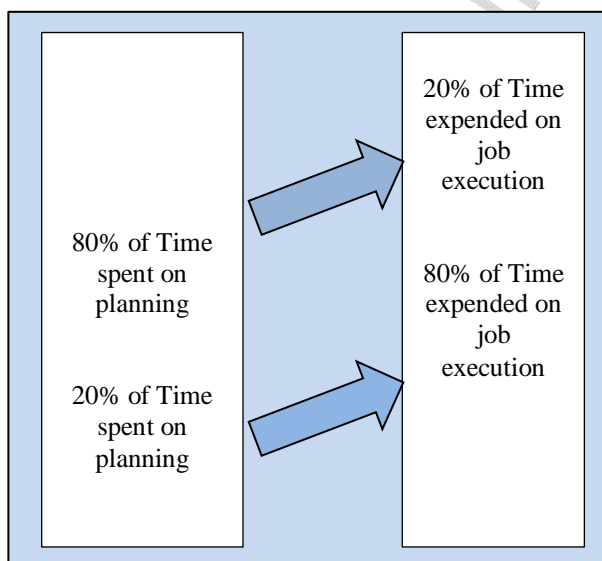 80% of Time
spent on
planning
20% of Time
spent on
planning
20% of Time
expended on
job
execution
80% of Time
expended on
job
execution